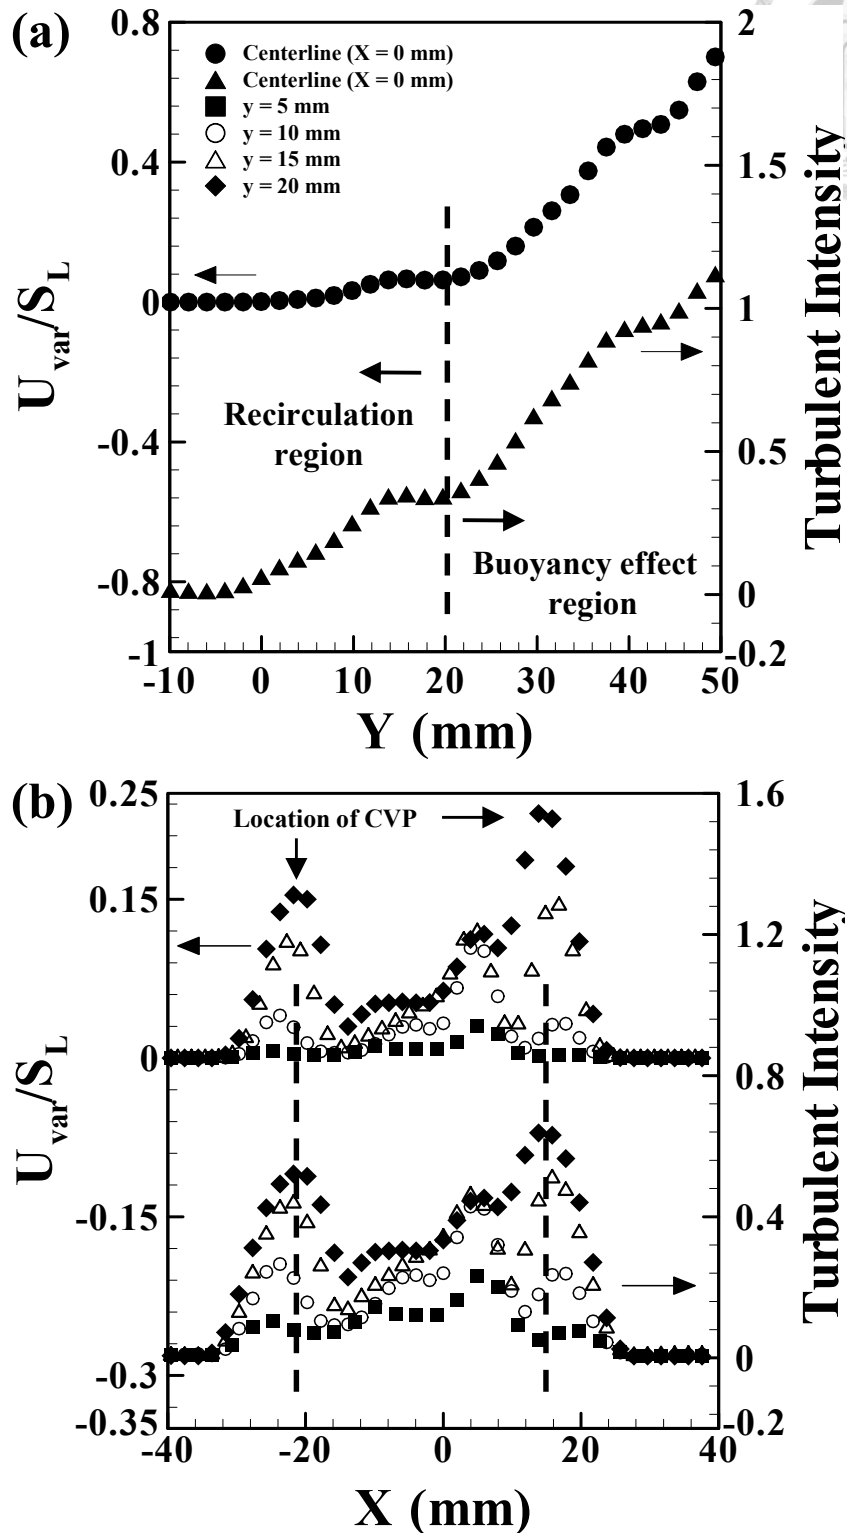 (a)
0.8
0.4
0
-0.4
-0.8
-1
U_var/S_L
2
1.5
1
0.5
0
-0.2
Turbulent Intensity
Centerline (X = 0 mm)
Centerline (X = 0 mm)
y = 5 mm
y = 10 mm
y = 15 mm
y = 20 mm
Recirculation
region
Buoyancy effect
region
-10 0 10 20 30 40 50
Y (mm)
(b)
0.25
0.15
0
-0.15
-0.3
-0.35
U_var/S_L
1.6
1.2
0.8
0.4
0
-0.2
Turbulent Intensity
Location of CVP
-40 -20 0 20 40
X (mm)